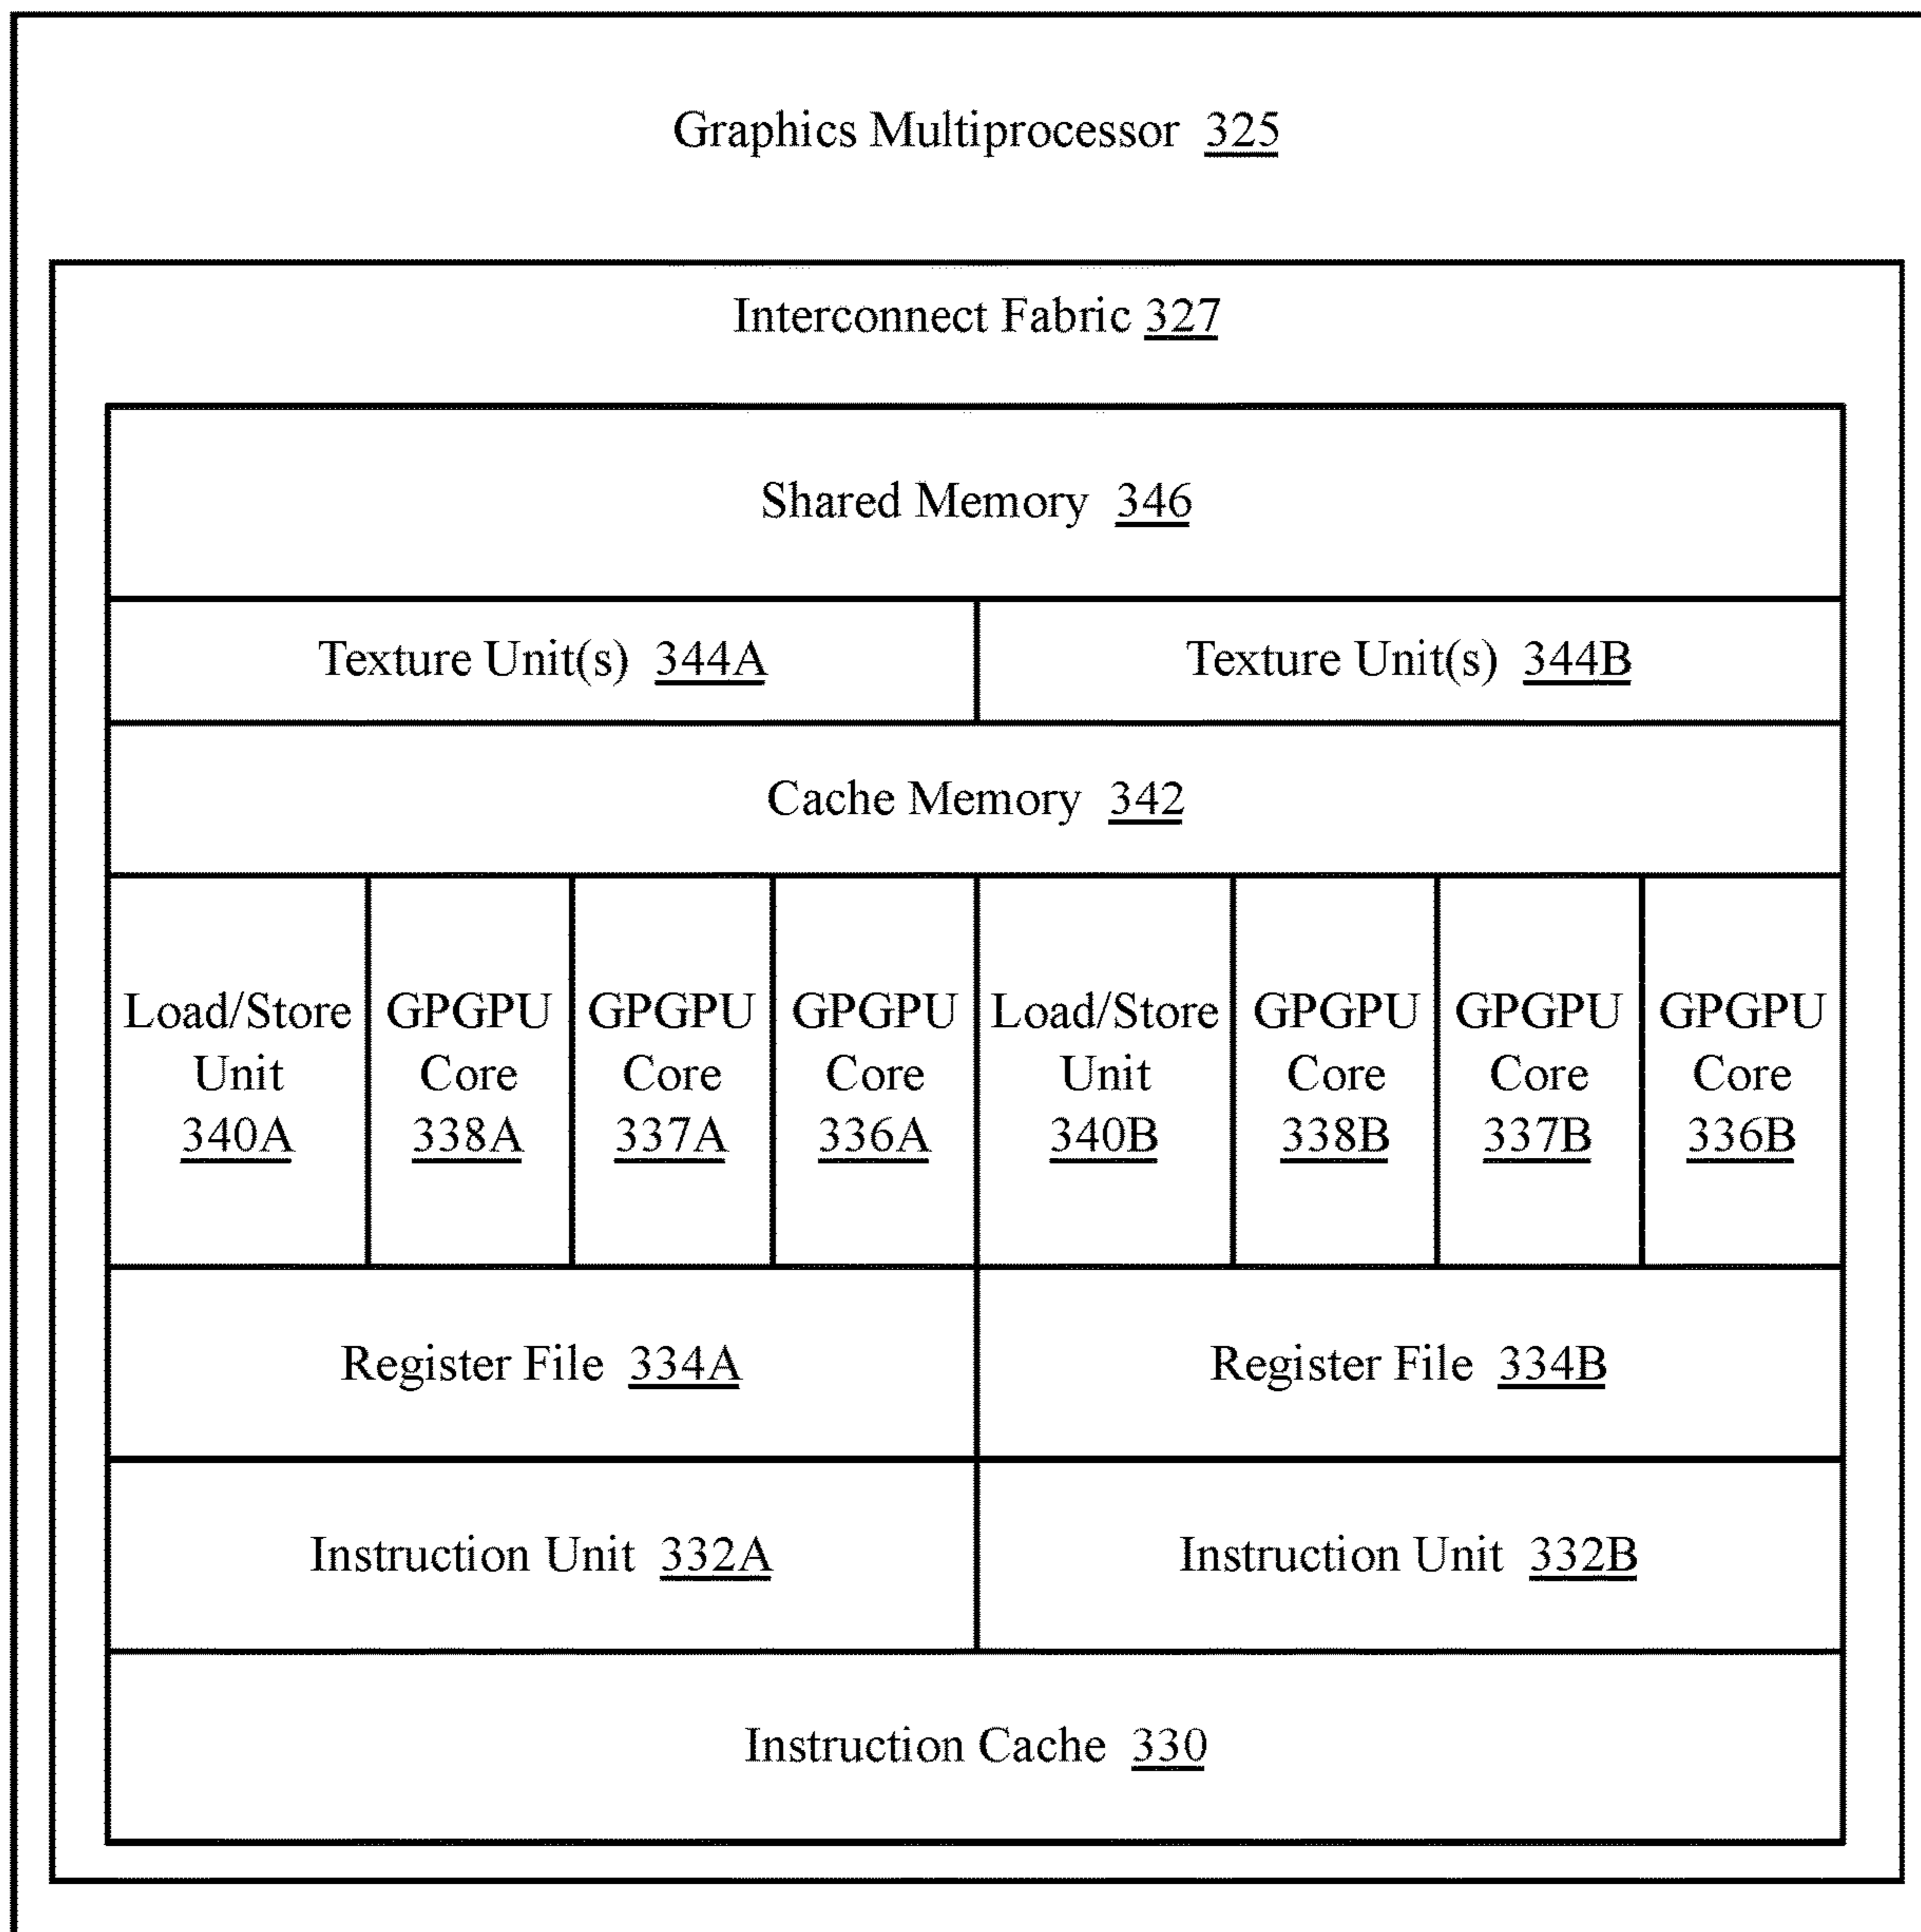 Graphics Multiprocessor 325
Interconnect Fabric 327
Shared Memory 346
Texture Unit(s) 344A
Texture Unit(s) 344B
Cache Memory 342
Load/Store
Unit
340A
GPGPU
Core
338A
GPGPU
Core
337A
GPGPU
Core
336A
Load/Store
Unit
340B
GPGPU
Core
338B
GPGPU
Core
337B
GPGPU
Core
336B
Register File 334A
Register File 334B
Instruction Unit 332A
Instruction Unit 332B
Instruction Cache 330